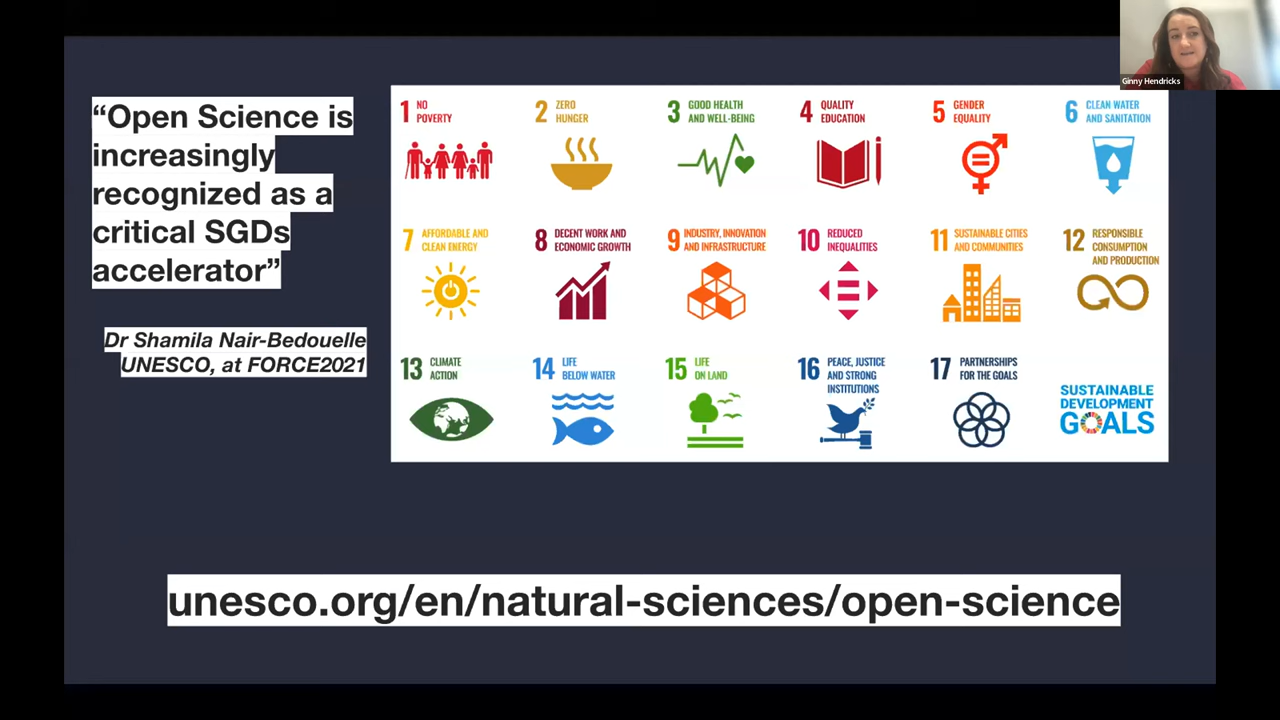 Ginny Hendricks
“Open Science is
increasingly
recognized as a
critical SGDs
accelerator”
Dr Shamila Nair-Bedouelle
UNESCO, at FORCE2021
1 NO
POVERTY
2 ZERO
HUNGER
3 GOOD HEALTH
AND WELL-BEING
4 QUALITY
EDUCATION
5 GENDER
EQUALITY
6 CLEAN WATER
AND SANITATION
7 AFFORDABLE AND
CLEAN ENERGY
8 DECENT WORK AND
ECONOMIC GROWTH
9 INDUSTRY, INNOVATION
AND INFRASTRUCTURE
10 REDUCED
INEQUALITIES
11 SUSTAINABLE CITIES
AND COMMUNITIES
12 RESPONSIBLE
CONSUMPTION
AND PRODUCTION
13 CLIMATE
ACTION
14 LIFE
BELOW WATER
15 LIFE
ON LAND
16 PEACE, JUSTICE
AND STRONG
INSTITUTIONS
17 PARTNERSHIPS
FOR THE GOALS
SUSTAINABLE
DEVELOPMENT
GOALS
unesco.org/en/natural-sciences/open-science